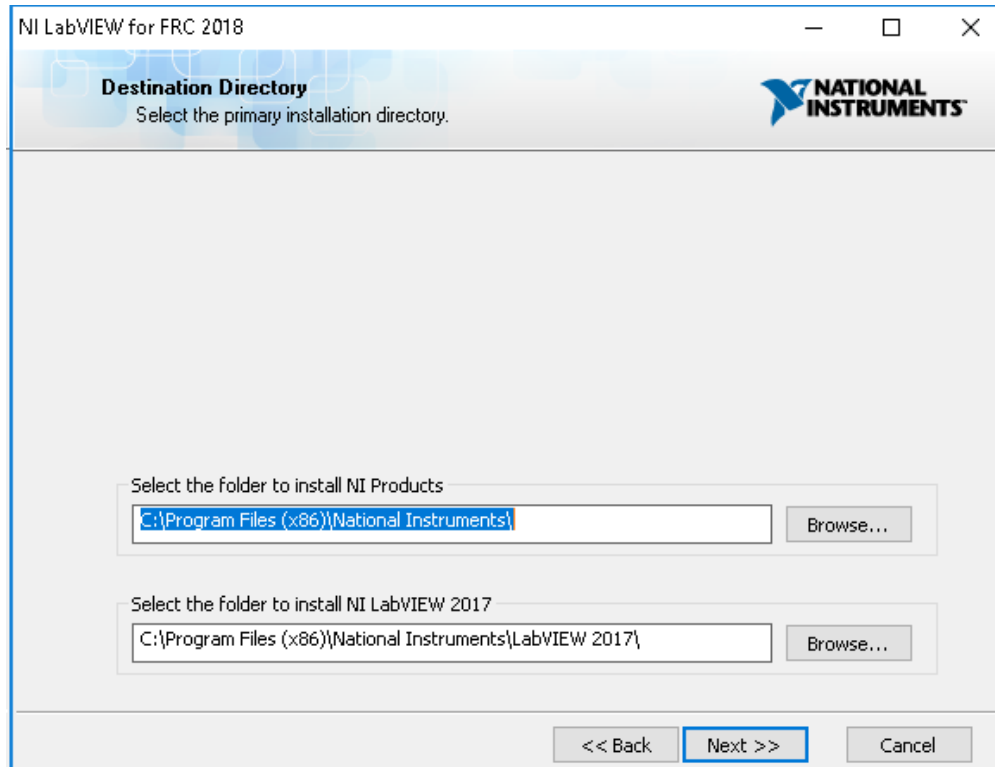 NI LabVIEW for FRC 2018
Destination Directory
Select the primary installation directory.
NATIONAL
INSTRUMENTS™
Select the folder to install NI Products
C:\Program Files (x86)\National Instruments\
Browse...
Select the folder to install NI LabVIEW 2017
C:\Program Files (x86)\National Instruments\LabVIEW 2017\
Browse...
<< Back
Next >>
Cancel